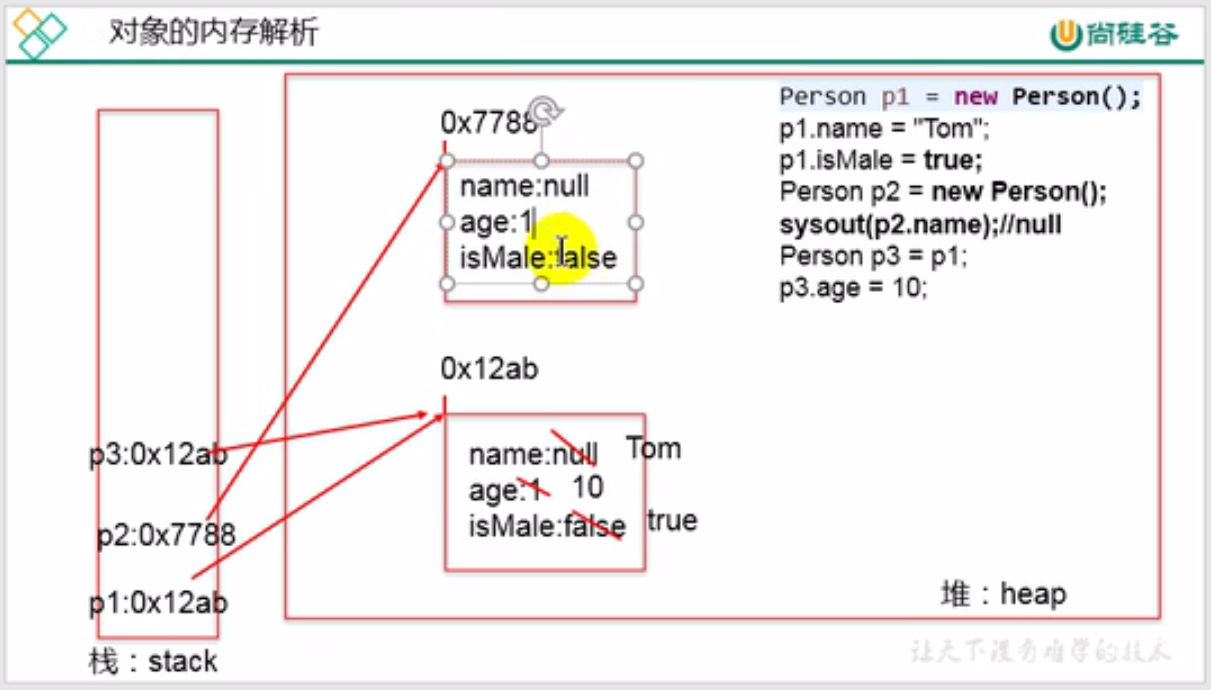 对象的内存解析
尚硅谷
0x7788
name:null
age:1
isMale:false
Person p1 = new Person();
p1.name = "Tom";
p1.isMale = true;
Person p2 = new Person();
sysout(p2.name);//null
Person p3 = p1;
p3.age = 10;
0x12ab
name:null Tom
age:1 10
isMale:false true
p3:0x12ab
p2:0x7788
p1:0x12ab
栈：stack
堆：heap
让天下没有难学的技术